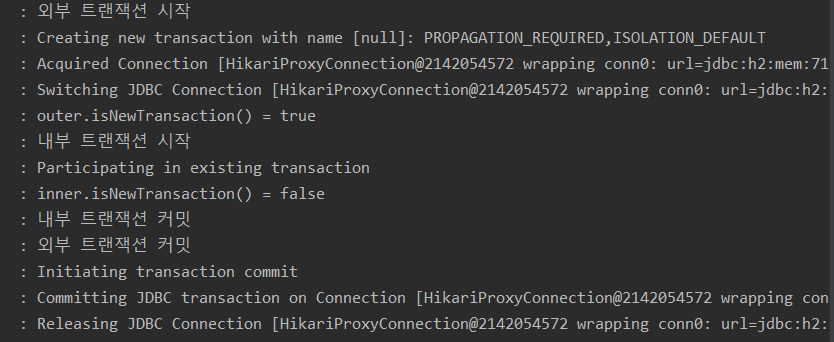 : 외부 트랜잭션 시작
: Creating new transaction with name [null]: PROPAGATION_REQUIRED,ISOLATION_DEFAULT
: Acquired Connection [HikariProxyConnection@2142054572 wrapping conn0: url=jdbc:h2:mem:71
: Switching JDBC Connection [HikariProxyConnection@2142054572 wrapping conn0: url=jdbc:h2:
: outer.isNewTransaction() = true
: 내부 트랜잭션 시작
: Participating in existing transaction
: inner.isNewTransaction() = false
: 내부 트랜잭션 커밋
: 외부 트랜잭션 커밋
: Initiating transaction commit
: Committing JDBC transaction on Connection [HikariProxyConnection@2142054572 wrapping con
: Releasing JDBC Connection [HikariProxyConnection@2142054572 wrapping conn0: url=jdbc:h2: